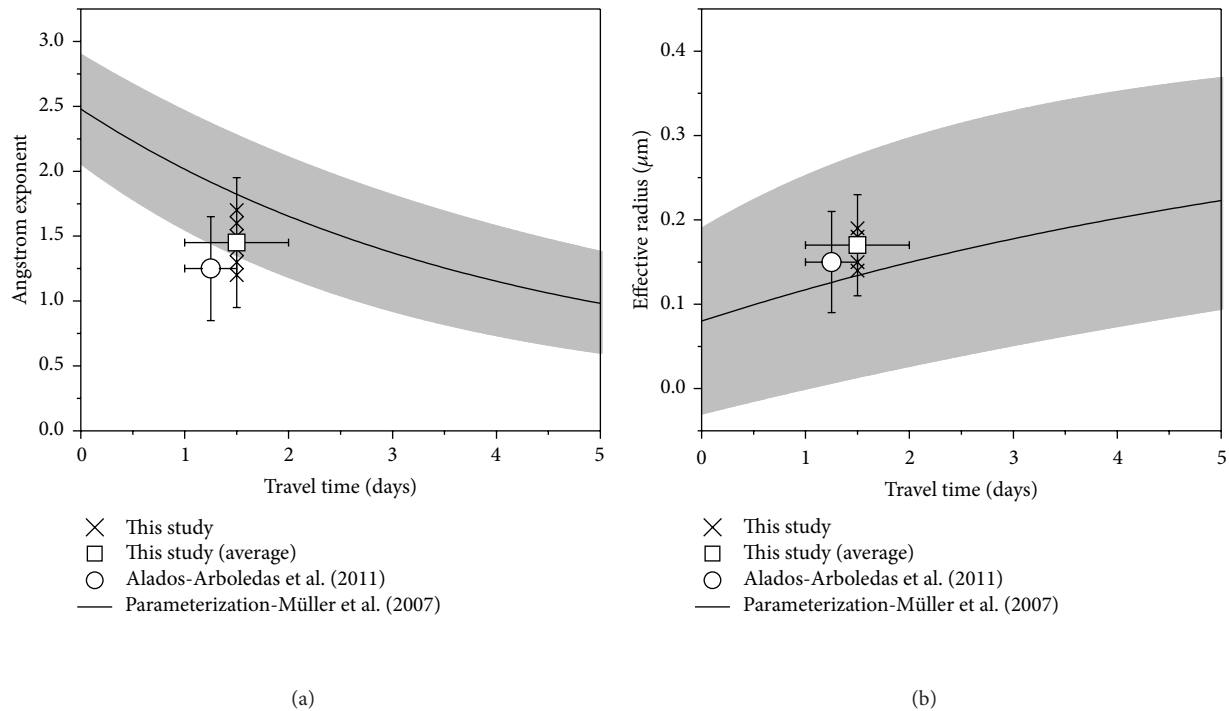 3.0
2.5
2.0
1.5
1.0
0.5
0.0
Angstrom exponent
0 1 2 3 4 5
Travel time (days)
This study
This study (average)
Alados-Arboledas et al. (2011)
Parameterization-Müller et al. (2007)
(a)
0.4
0.3
0.2
0.1
0.0
Effective radius (μm)
0 1 2 3 4 5
Travel time (days)
This study
This study (average)
Alados-Arboledas et al. (2011)
Parameterization-Müller et al. (2007)
(b)